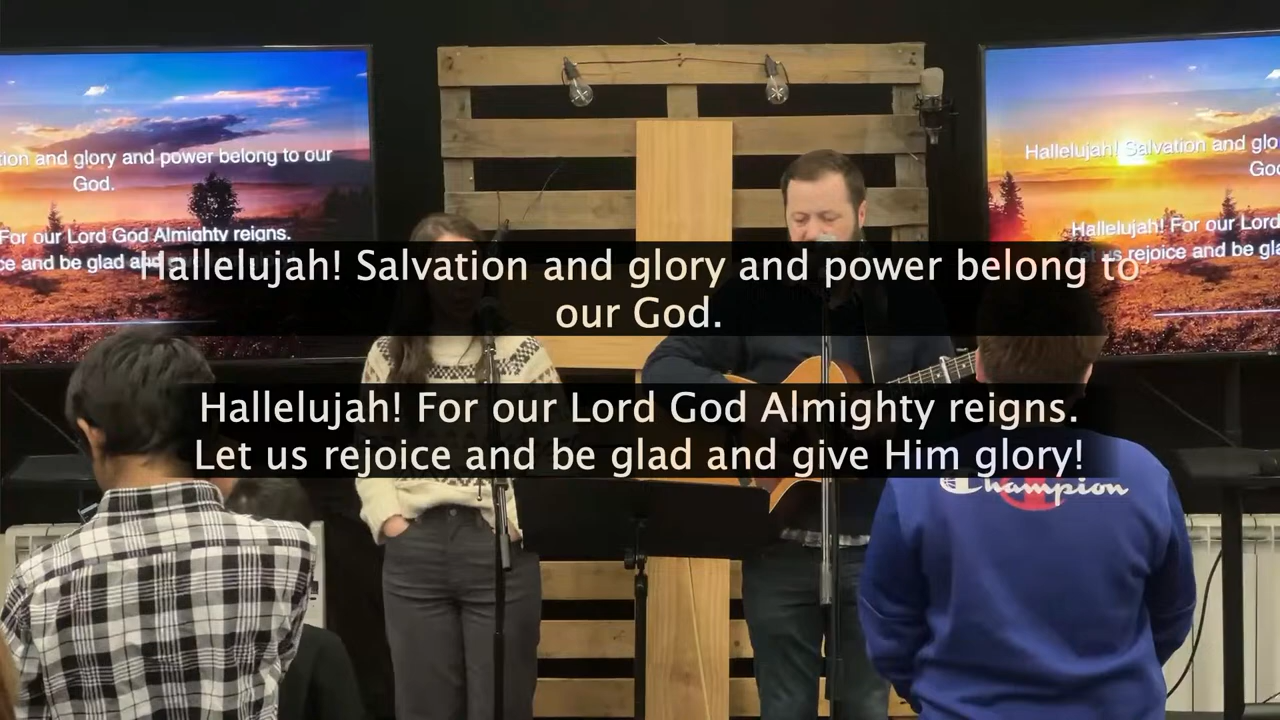 tion and glory and power belong to our
God.
For our Lord God Almighty reigns.
ce and be glad and
Hallelujah! Salvation and glo
God
Hallelujah! For our Lord
Let us rejoice and be gla
Hallelujah! Salvation and glory and power belong to
our God.
Hallelujah! For our Lord God Almighty reigns.
Let us rejoice and be glad and give Him glory!
Champion